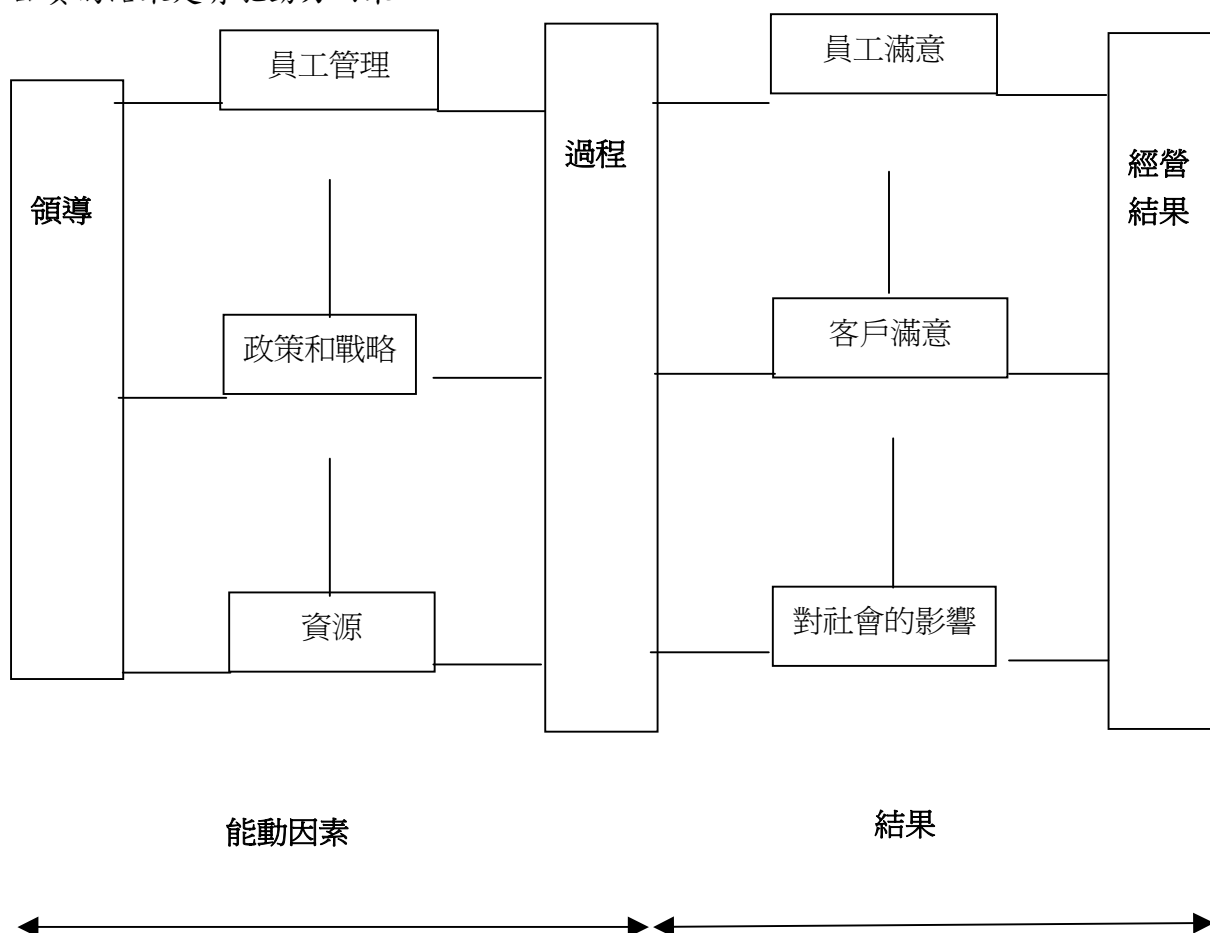 員工管理
員工滿意
過程
經營
結果
領導
政策和戰略
客戶滿意
資源
對社會的影響
能動因素
結果